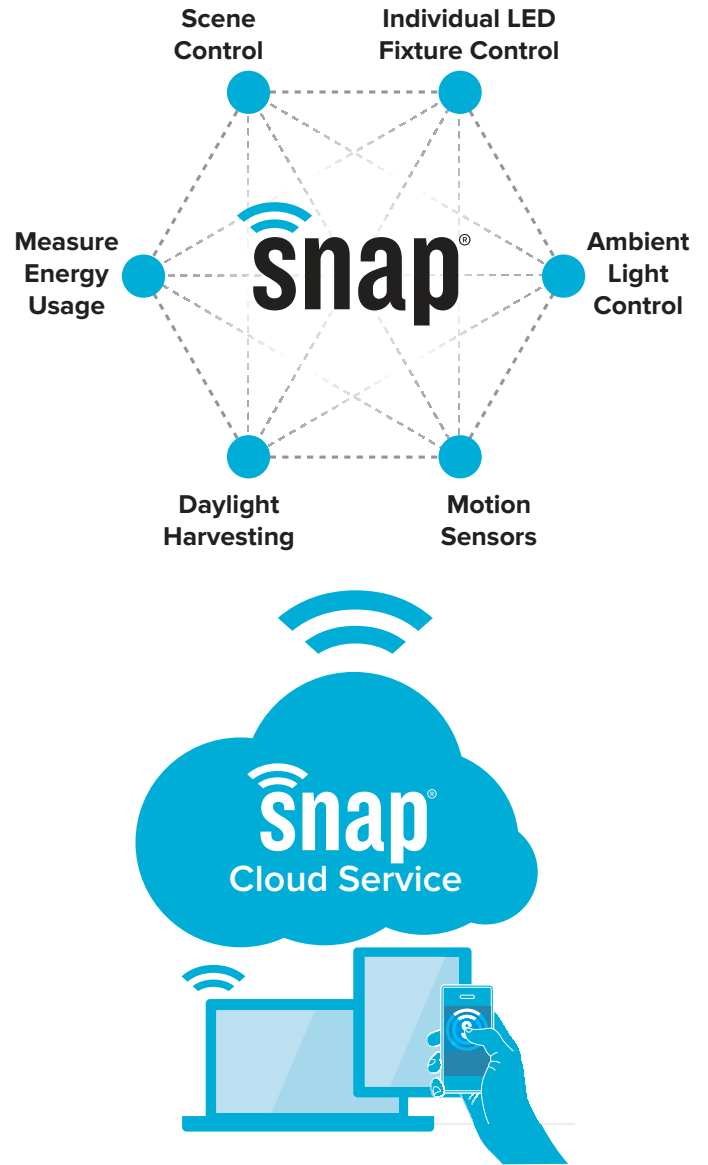 Scene
Control
Individual LED
Fixture Control
Measure
Energy
Usage
snap®
Ambient
Light
Control
Daylight
Harvesting
Motion
Sensors
snap®
Cloud Service